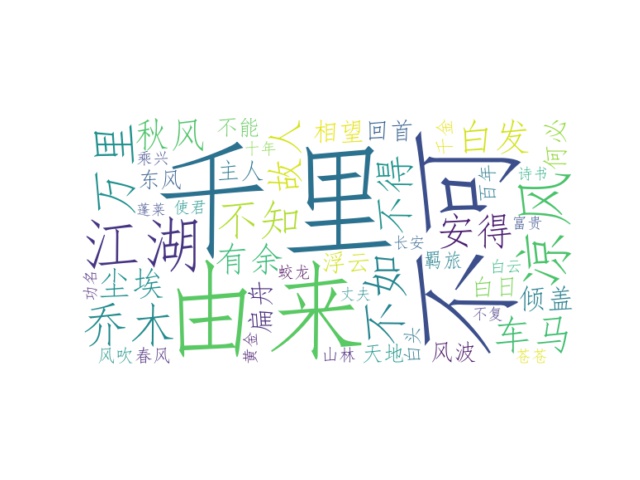 千里
不问
由来
江湖
凉风
万里
乔木
秋风
故人
不知
不得
不如
安得
白发
车马
尘埃
有余
扁舟
浮云
羁旅
白日
倾盖
风波
天地
不能
十年
相望
回首
千金
何必
乘兴
东风
主人
百年
诗书
蓬莱
使君
富贵
长安
蛟龙
白云
功名
丈夫
不复
风吹
春风
黄金
山林
白头
苍苍